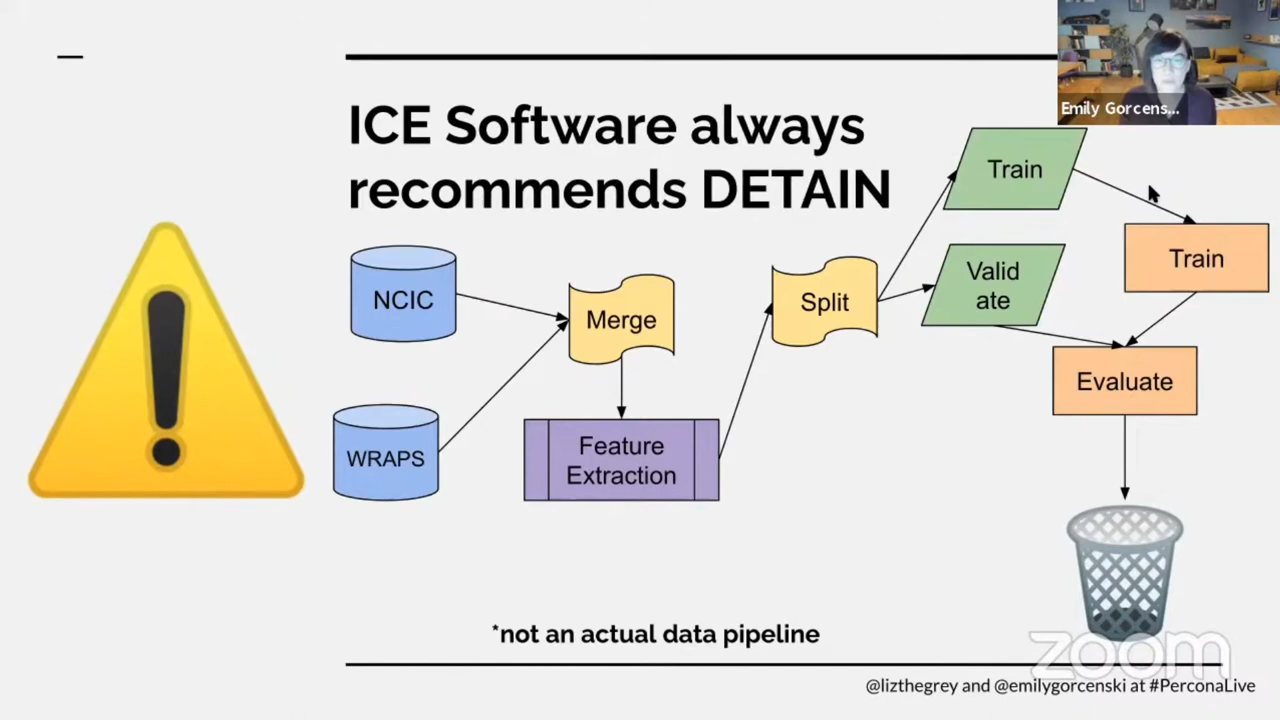 Emily Gorcens...
ICE Software always
recommends DETAIN
Train
Train
NCIC
Merge
Split
Valid
ate
Evaluate
WRAPS
Feature
Extraction
*not an actual data pipeline
zoom
@lizthegrey and @emilygorcenski at #PerconaLive